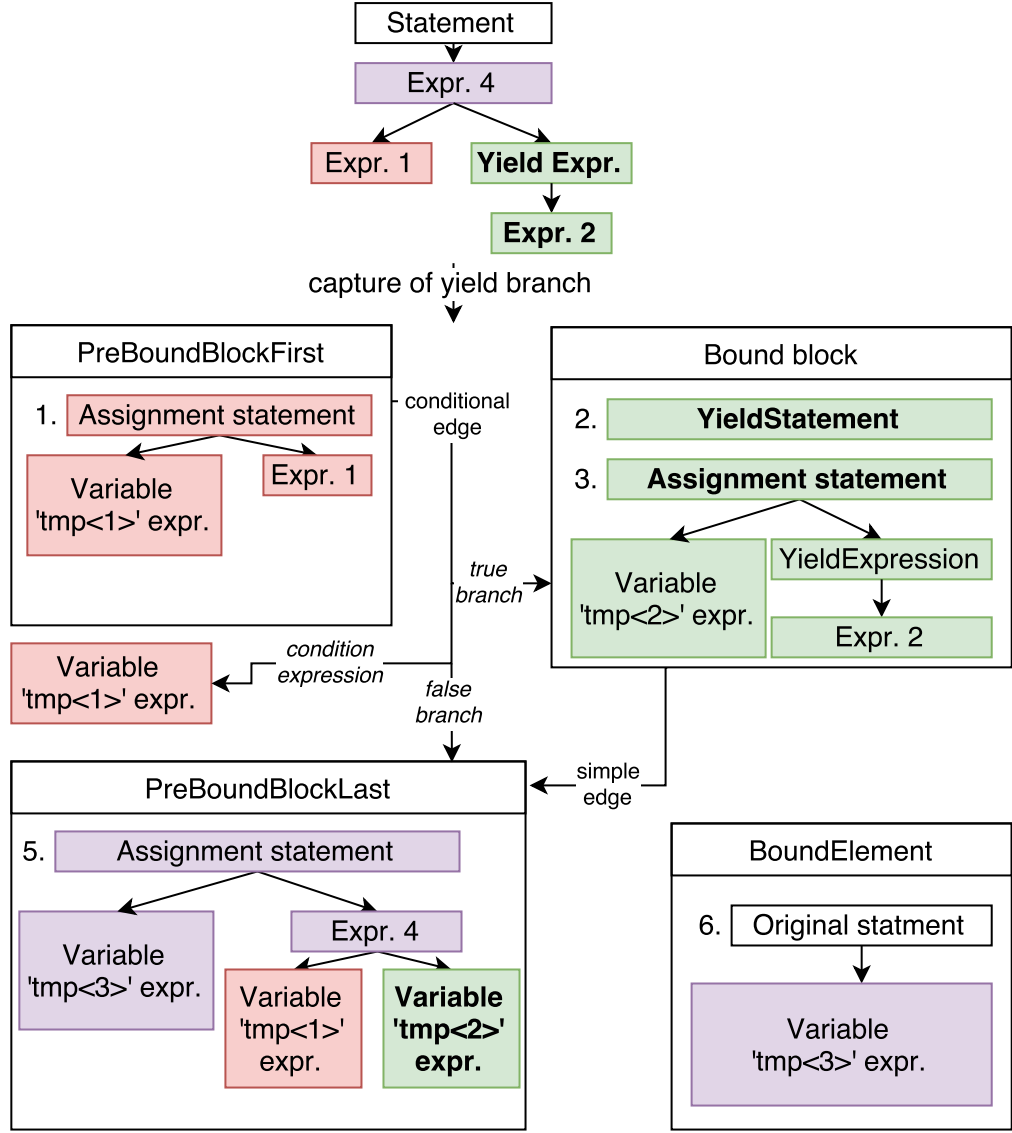 Statement
Expr. 4
Expr. 1
Yield Expr.
Expr. 2
capture of yield branch
PreBoundBlockFirst
1. Assignment statement
Variable
'tmp<1>' expr.
Expr. 1
conditional
edge
Bound block
2. YieldStatement
3. Assignment statement
Variable
'tmp<2>' expr.
YieldExpression
Expr. 2
true
branch
Variable
'tmp<1>' expr.
condition
expression
false
branch
simple
edge
PreBoundBlockLast
5. Assignment statement
Variable
'tmp<3>' expr.
Expr. 4
Variable
'tmp<1>'
expr.
Variable
'tmp<2>'
expr.
BoundElement
6. Original statment
Variable
'tmp<3>' expr.